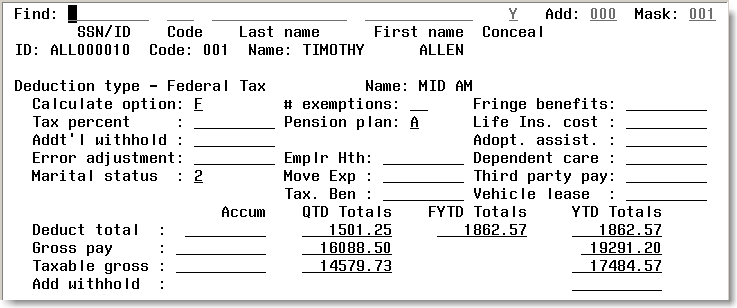 Find: Y Add: 000 Mask: 001
SSN/ID Code Last name First name Conceal
ID: ALL000010 Code: 001 Name: TIMOTHY ALLEN
Deduction type - Federal Tax Name: MID AM
Calculate option: F # exemptions: Fringe benefits:
Tax percent : Pension plan: A Life Ins. cost :
Addt'l withhold : Adopt. assist. :
Error adjustment: Emplr Hth: Dependent care :
Marital status : 2 Move Exp : Third party pay:
Tax. Ben : Vehicle lease :
Accum QTD Totals FYTD Totals YTD Totals
Deduct total : 1501.25 1862.57 1862.57
Gross pay : 16088.50 19291.20
Taxable gross : 14579.73 17484.57
Add withhold :